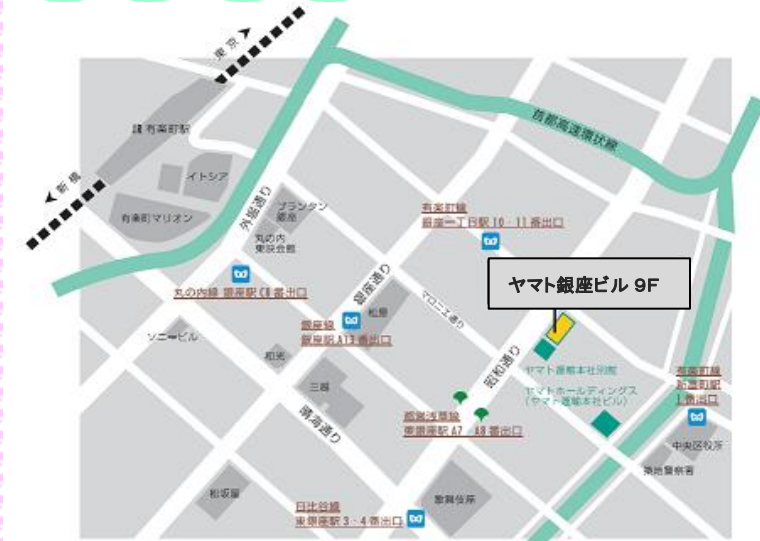 東京
新橋
JR 有楽町駅
イトシア
有楽町マリオン
首都高速環状線
外堀通り
プランタン
銀座
丸の内
東映会館
有楽町線
銀座一丁目駅 10・11 番出口
丸の内線 銀座駅 C8 番出口
銀座通り
マロニエ通り
ヤマト銀座ビル 9F
松屋
銀座線
銀座駅 A13 番出口
ソニービル
和光
三越
昭和通り
ヤマト運輸本社別館
ヤマトホールディングス
(ヤマト運輸本社ビル)
有楽町線
新富町駅
1 番出口
晴海通り
都営浅草線
東銀座駅 A7・A8 番出口
中央区役所
築地警察署
松坂屋
歌舞伎座
日比谷線
東銀座駅 3・4 番出口